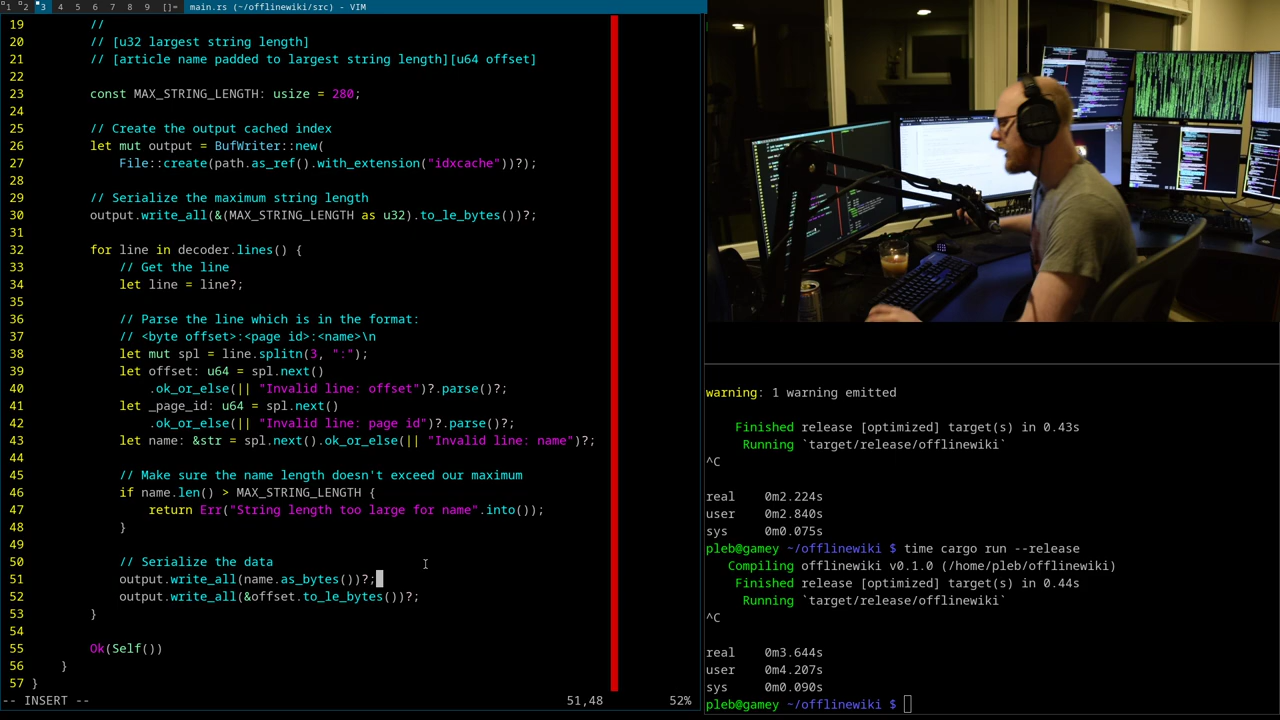 1 2 3 4 5 6 7 8 9 []= main.rs (~/offlinewiki/src) - VIM
19 //
20 // [u32 largest string length]
21 // [article name padded to largest string length][u64 offset]
22
23 const MAX_STRING_LENGTH: usize = 280;
24
25 // Create the output cached index
26 let mut output = BufWriter::new(
27 File::create(path.as_ref().with_extension("idxcache"))?);
28
29 // Serialize the maximum string length
30 output.write_all(&(MAX_STRING_LENGTH as u32).to_le_bytes())?;
31
32 for line in decoder.lines() {
33 // Get the line
34 let line = line?;
35
36 // Parse the line which is in the format:
37 // <byte offset>:<page id>:<name>\n
38 let mut spl = line.splitn(3, ":");
39 let offset: u64 = spl.next()
40 .ok_or_else(|| "Invalid line: offset")?.parse()?;
41 let _page_id: u64 = spl.next()
42 .ok_or_else(|| "Invalid line: page id")?.parse()?;
43 let name: &str = spl.next().ok_or_else(|| "Invalid line: name")?;
44
45 // Make sure the name length doesn't exceed our maximum
46 if name.len() > MAX_STRING_LENGTH {
47 return Err("String length too large for name".into());
48 }
49
50 // Serialize the data
51 output.write_all(name.as_bytes())?;
52 output.write_all(&offset.to_le_bytes())?;
53 }
54
55 Ok(Self())
56 }
57 }
-- INSERT -- 51,48 52%
warning: 1 warning emitted
Finished release [optimized] target(s) in 0.43s
Running `target/release/offlinewiki`
^C
real 0m2.224s
user 0m2.840s
sys 0m0.075s
pleb@gamey ~/offlinewiki $ time cargo run --release
Compiling offlinewiki v0.1.0 (/home/pleb/offlinewiki)
Finished release [optimized] target(s) in 0.44s
Running `target/release/offlinewiki`
^C
real 0m3.644s
user 0m4.207s
sys 0m0.090s
pleb@gamey ~/offlinewiki $